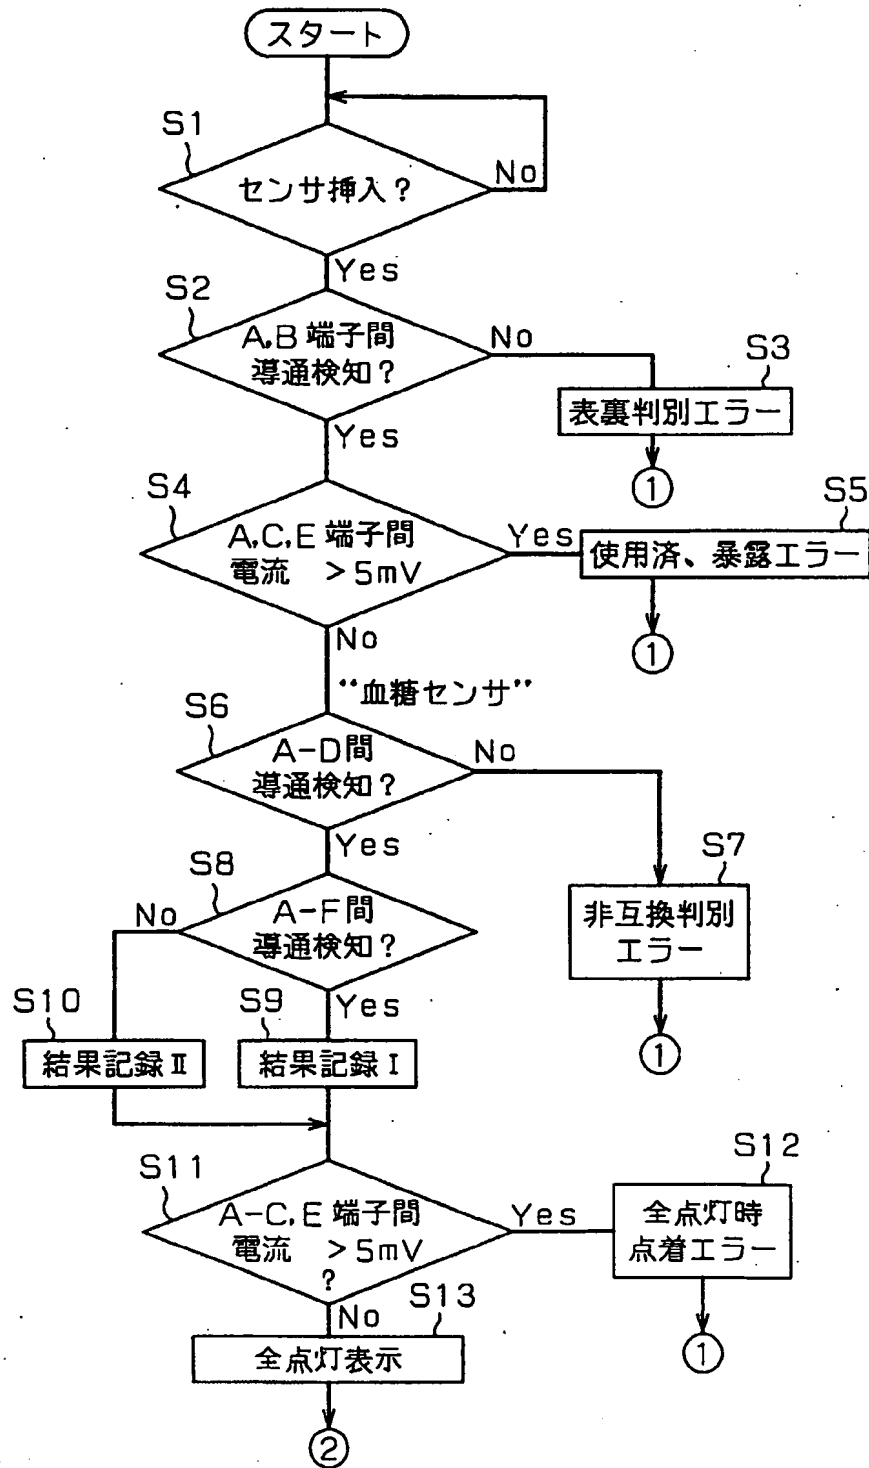 スタート
S1
センサ挿入?
No
Yes
S2
A,B 端子間
導通検知?
No
S3
表裏判別エラー
①
Yes
S4
A,C,E 端子間
電流 >5mV
Yes
S5
使用済、暴露エラー
①
No
“血糖センサ”
S6
A-D間
導通検知?
No
S7
非互換判別
エラー
①
Yes
S8
A-F間
導通検知?
No
S10
結果記録Ⅱ
Yes
S9
結果記録Ⅰ
S11
A-C,E 端子間
電流 >5mV
?
Yes
S12
全点灯時
点着エラー
①
No
S13
全点灯表示
②